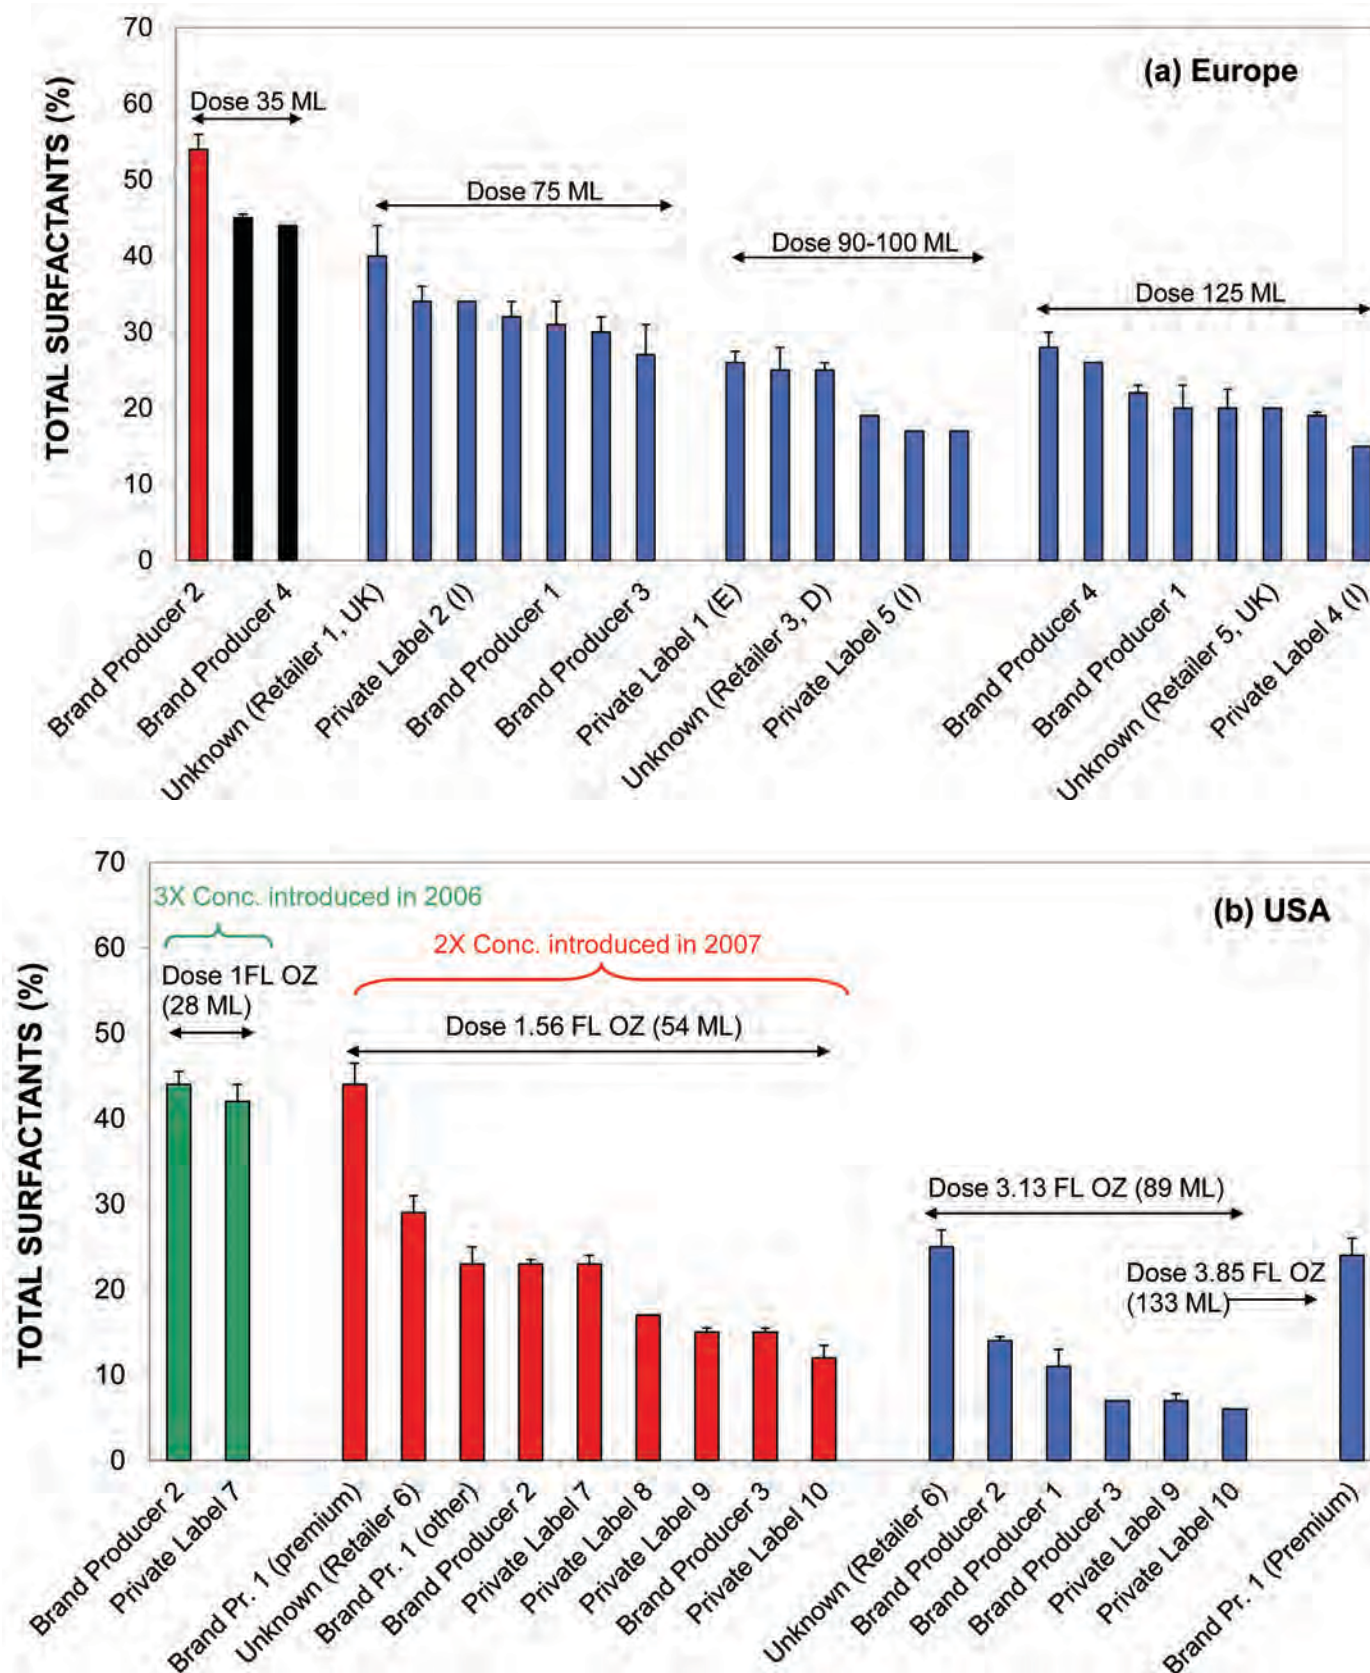 70
60
50
40
30
20
10
0
TOTAL SURFACTANTS (%)
(a) Europe
Dose 35 ML
Dose 75 ML
Dose 90-100 ML
Dose 125 ML
Brand Producer 2
Brand Producer 4
Unknown (Retailer 1, UK)
Private Label 2 (I)
Brand Producer 1
Brand Producer 3
Private Label 1 (E)
Unknown (Retailer 3, D)
Private Label 5 (I)
Brand Producer 4
Brand Producer 1
Unknown (Retailer 5, UK)
Private Label 4 (I)
70
60
50
40
30
20
10
0
TOTAL SURFACTANTS (%)
(b) USA
3X Conc. introduced in 2006
2X Conc. introduced in 2007
Dose 1FL OZ
(28 ML)
Dose 1.56 FL OZ (54 ML)
Dose 3.13 FL OZ (89 ML)
Dose 3.85 FL OZ
(133 ML)
Brand Producer 2
Private Label 7
Brand Pr. 1 (premium)
Unknown (Retailer 6)
Brand Pr. 1 (other)
Brand Producer 2
Private Label 7
Private Label 8
Private Label 9
Brand Producer 3
Private Label 10
Unknown (Retailer 6)
Brand Producer 2
Brand Producer 1
Brand Producer 3
Private Label 9
Private Label 10
Brand Pr. 1 (Premium)